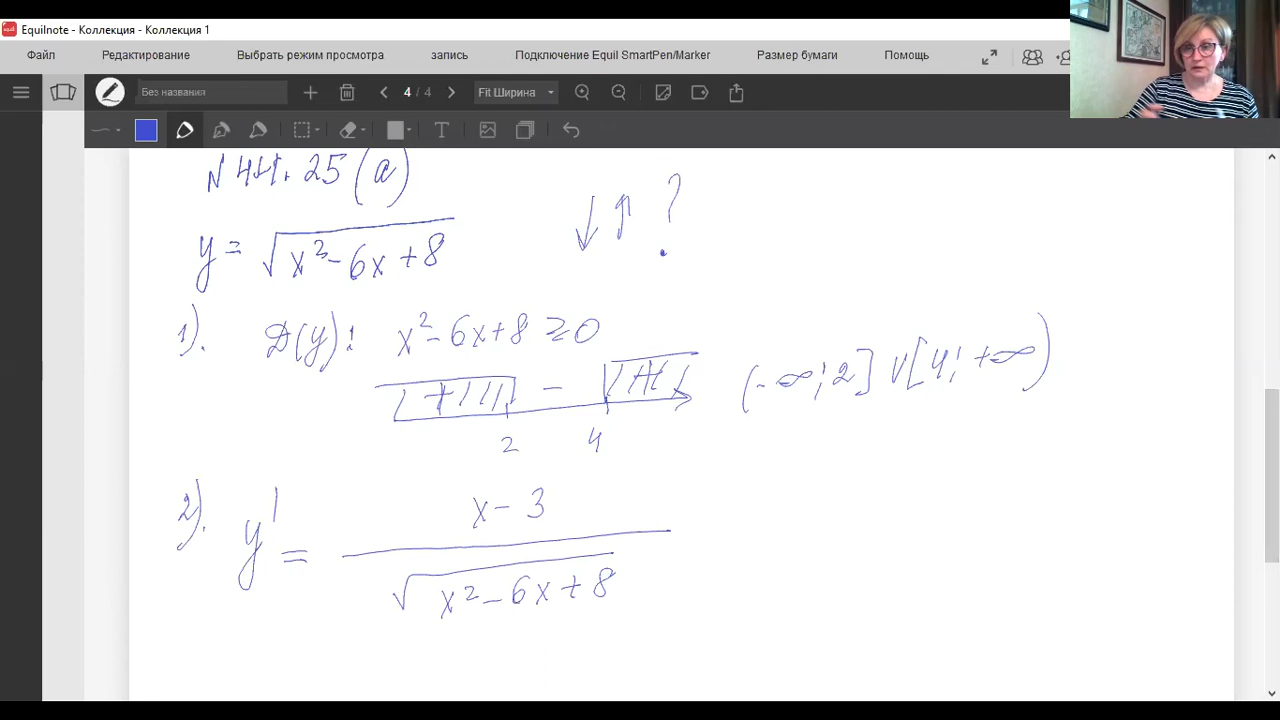 Equilnote - Коллекция - Коллекция 1
Файл Редактирование Выбрать режим просмотра запись Подключение Equil SmartPen/Marker Размер бумаги Помощь
Без названия 4 / 4 Fit Ширина
T
N 44.25 (a)
y = √x²-6x+8 ↓↑ ?
1). D(y): x²-6x+8 ≥0
+ - + (-∞; 2] ∪ [4; +∞)
2 4
2). y' = x-3
√x²-6x+8